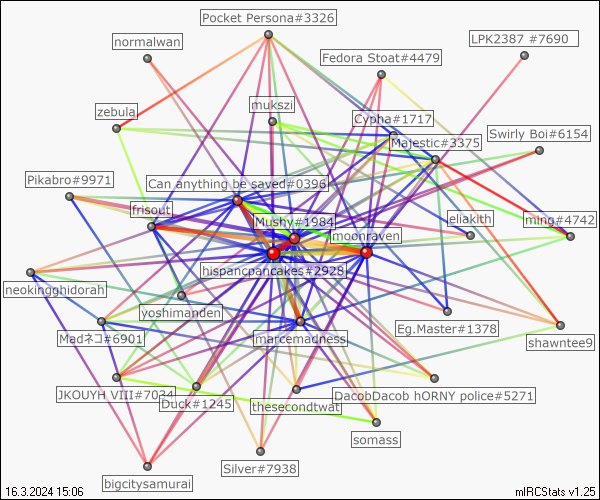 Pocket Persona#3326
LPK2387 #7690
normalwan
Fedora Stoat#4479
mukszi
zebula
Cypha#1717
Swirly Boi#6154
Majestic#3375
Pikabro#9971
Can anything be saved#0396
frisout
Mushy#1984
eliakith
ming#4742
moonraven
hispancpancakes#2928
neokingghidorah
yoshimanden
Eg.Master#1378
Madネコ#6901
marcemadness
shawntee9
JKOUYH VIII#7034
Duck#1245
thesecondtwat
DacobDacob hORNY police#5271
somass
bigcitysamurai
Silver#7938
16.3.2024 15:06
mIRCStats v1.25